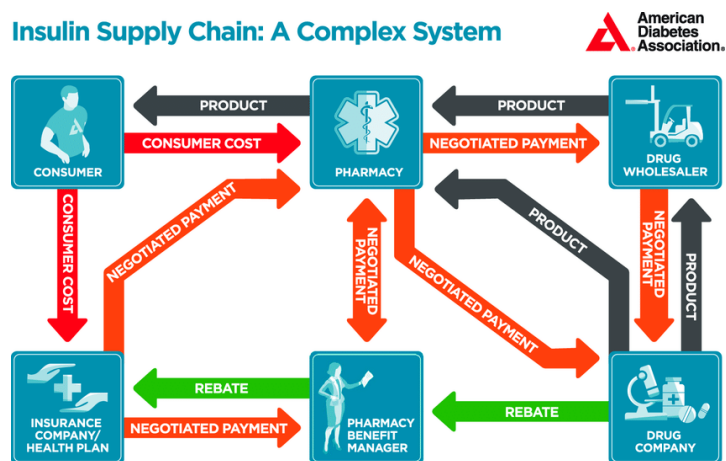 Insulin Supply Chain: A Complex System
American
Diabetes
Association.
PRODUCT
PRODUCT
CONSUMER COST
NEGOTIATED PAYMENT
CONSUMER
PHARMACY
DRUG
WHOLESALER
CONSUMER COST
NEGOTIATED PAYMENT
NEGOTIATED
PAYMENT
NEGOTIATED PAYMENT
PRODUCT
NEGOTIATED
PAYMENT
PRODUCT
REBATE
REBATE
INSURANCE
COMPANY/
HEALTH PLAN
NEGOTIATED PAYMENT
PHARMACY
BENEFIT
MANAGER
DRUG
COMPANY